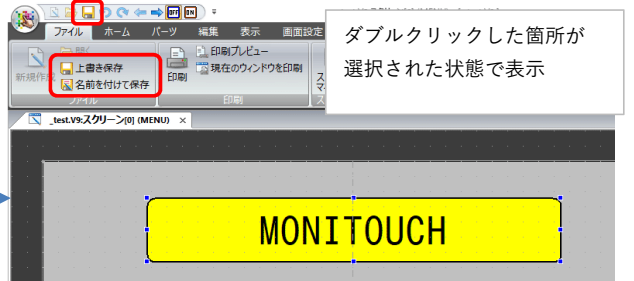 OFF ON
ファイル ホーム パーツ 編集 表示 画面設定
ダブルクリックした箇所が
選択された状態で表示
開く
新規作成
上書き保存
名前を付けて保存
ファイル
印刷
印刷プレビュー
現在のウィンドウを印刷
印刷
_test.V9:スクリーン[0] (MENU) ×
MONITOUCH